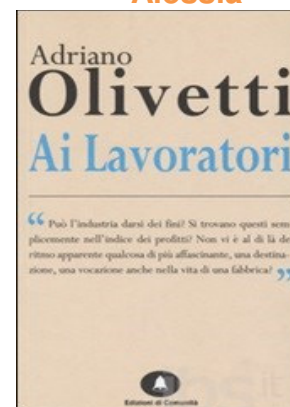 Alessia
Adriano
Olivetti
Ai Lavoratori
“ Può l'industria darsi dei fini? Si trovano questi sem
plicemente nell'indice dei profitti? Non vi è al di là de
ritmo apparente qualcosa di più affascinante, una destina-
zione, una vocazione anche nella vita di una fabbrica? ”
Edizioni di Comunità